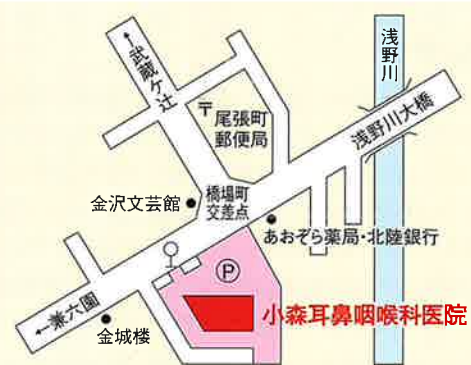 ←武蔵ケ辻
浅野川
〒
尾張町
郵便局
浅野川大橋
金沢文芸館
橋場町
交差点
あおぞら薬局・北陸銀行
P
小森耳鼻咽喉科医院
←兼六園
金城楼